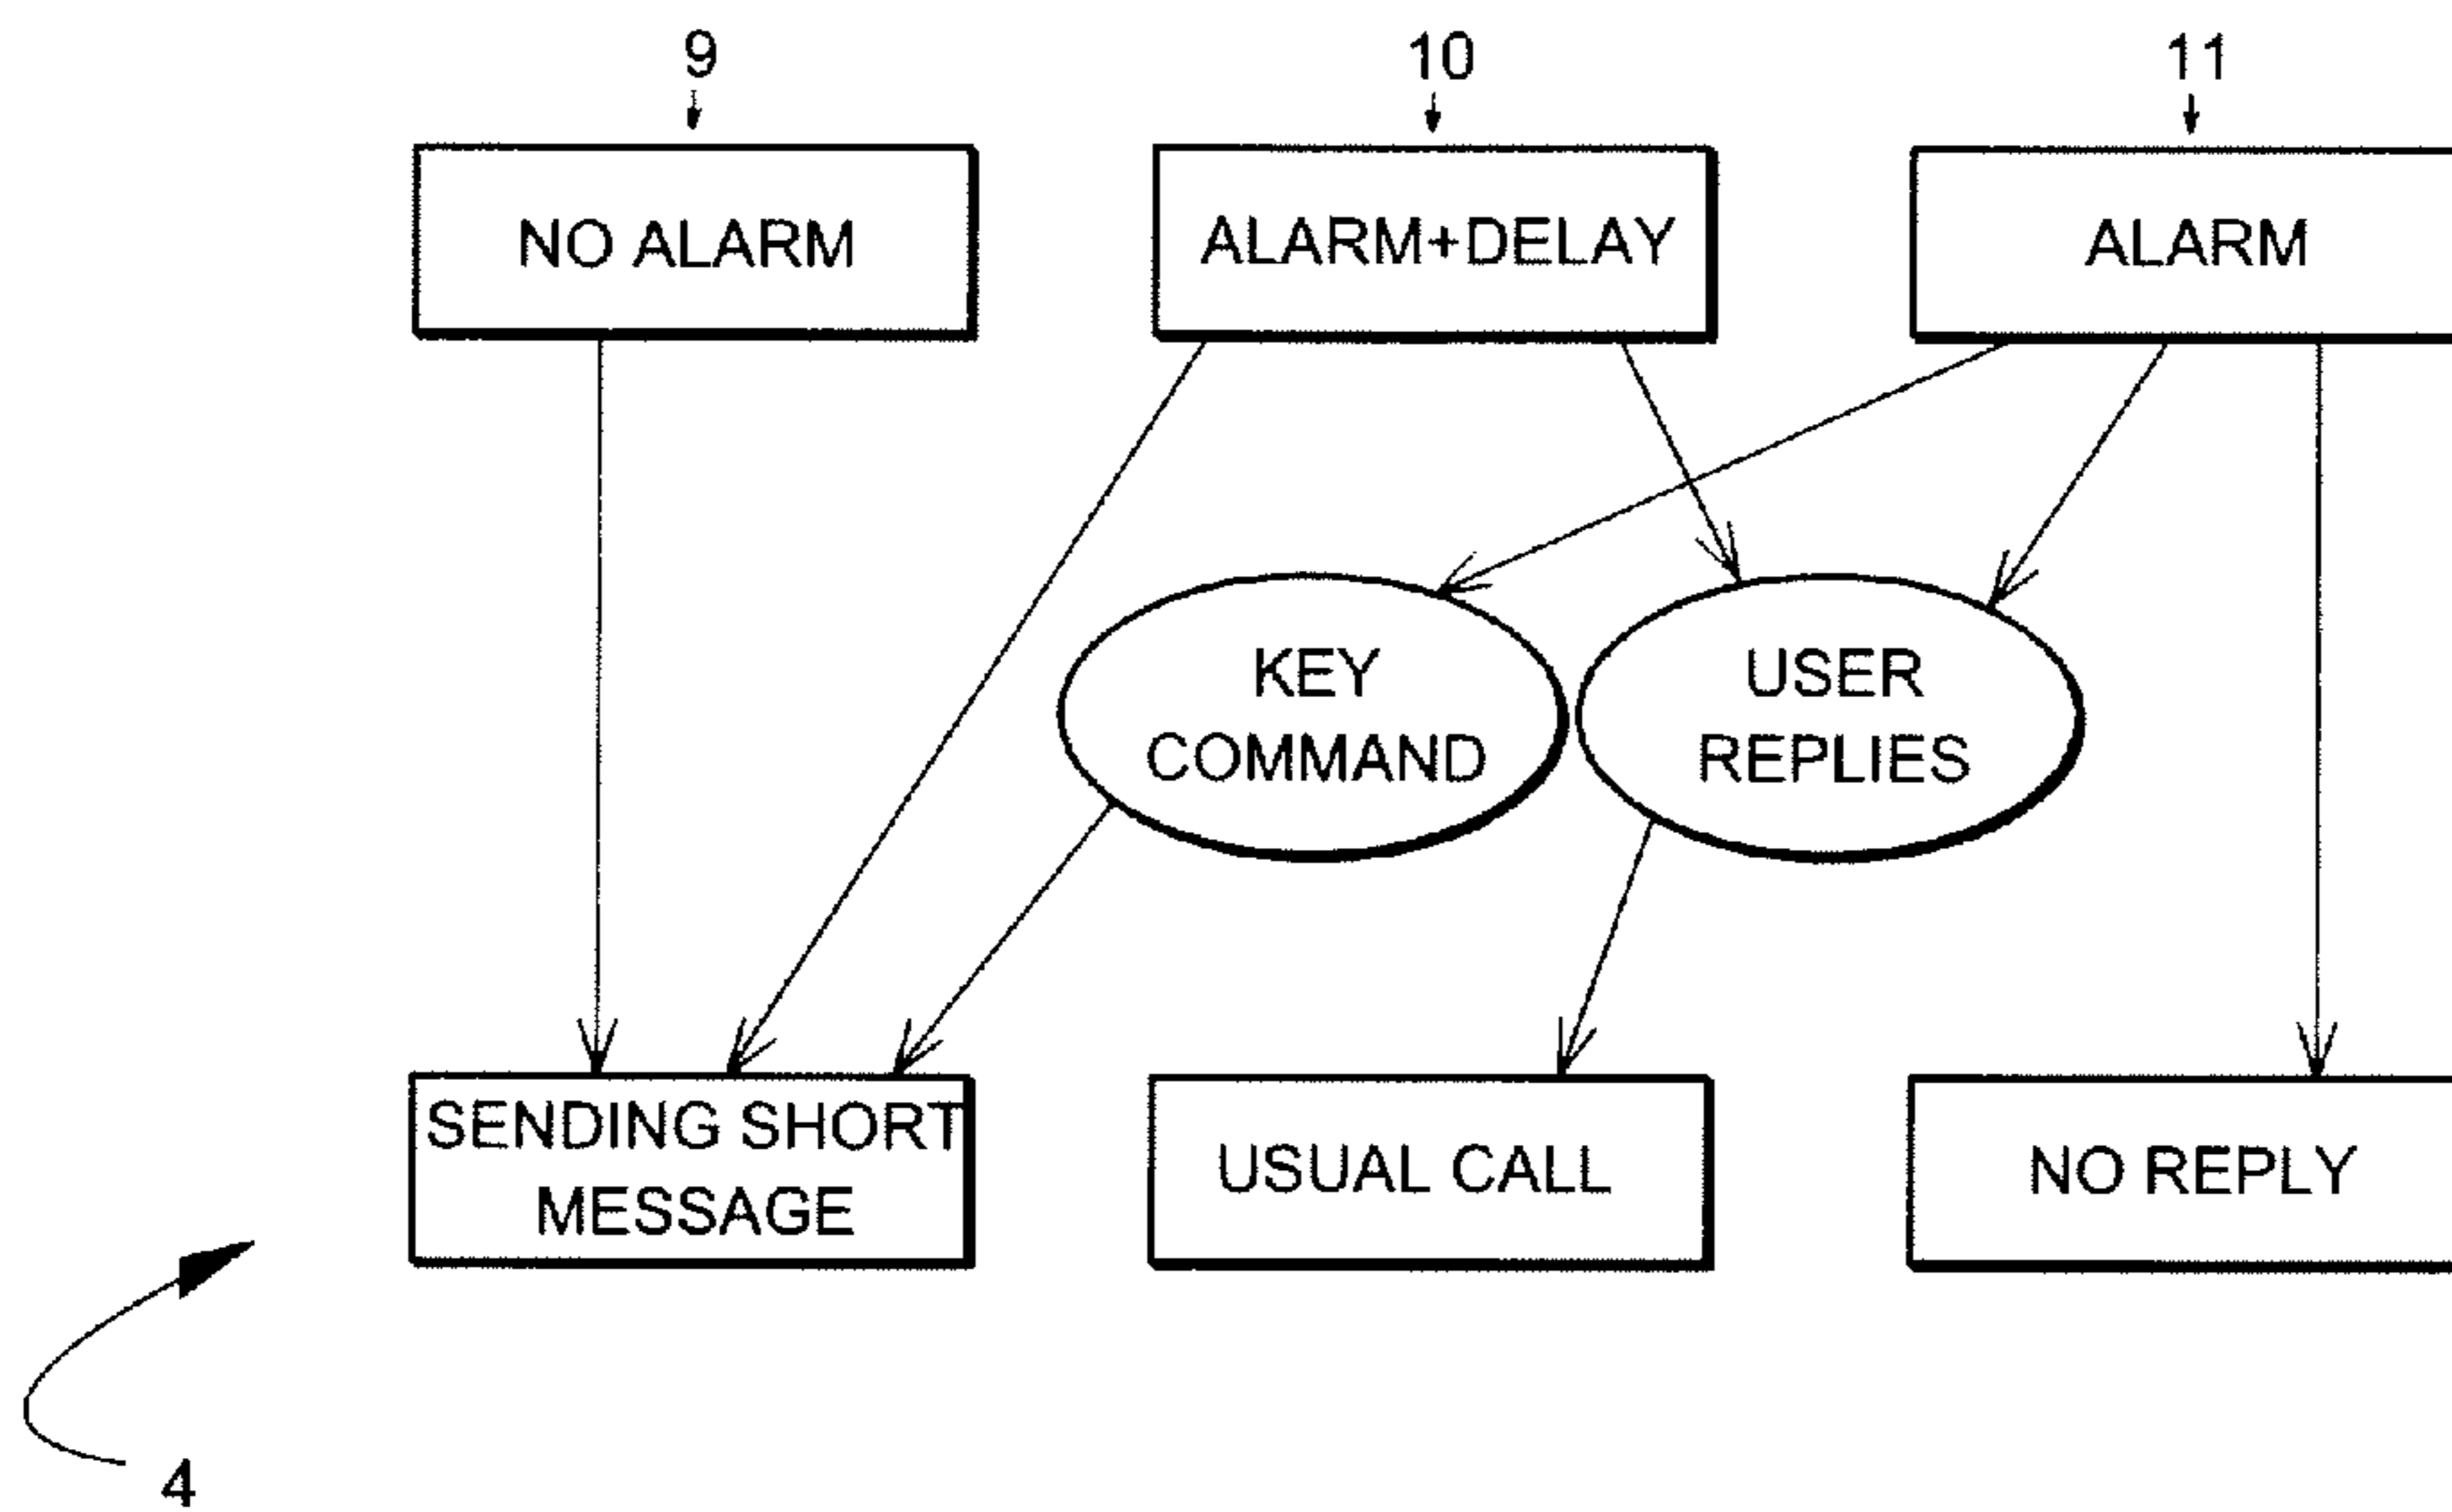 9
10
11
NO ALARM
ALARM+DELAY
ALARM
KEY
COMMAND
USER
REPLIES
SENDING SHORT
MESSAGE
USUAL CALL
NO REPLY
4